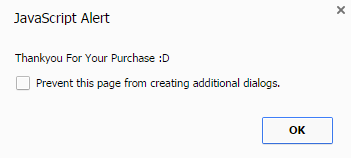 JavaScript Alert
Thankyou For Your Purchase :D
Prevent this page from creating additional dialogs.
OK